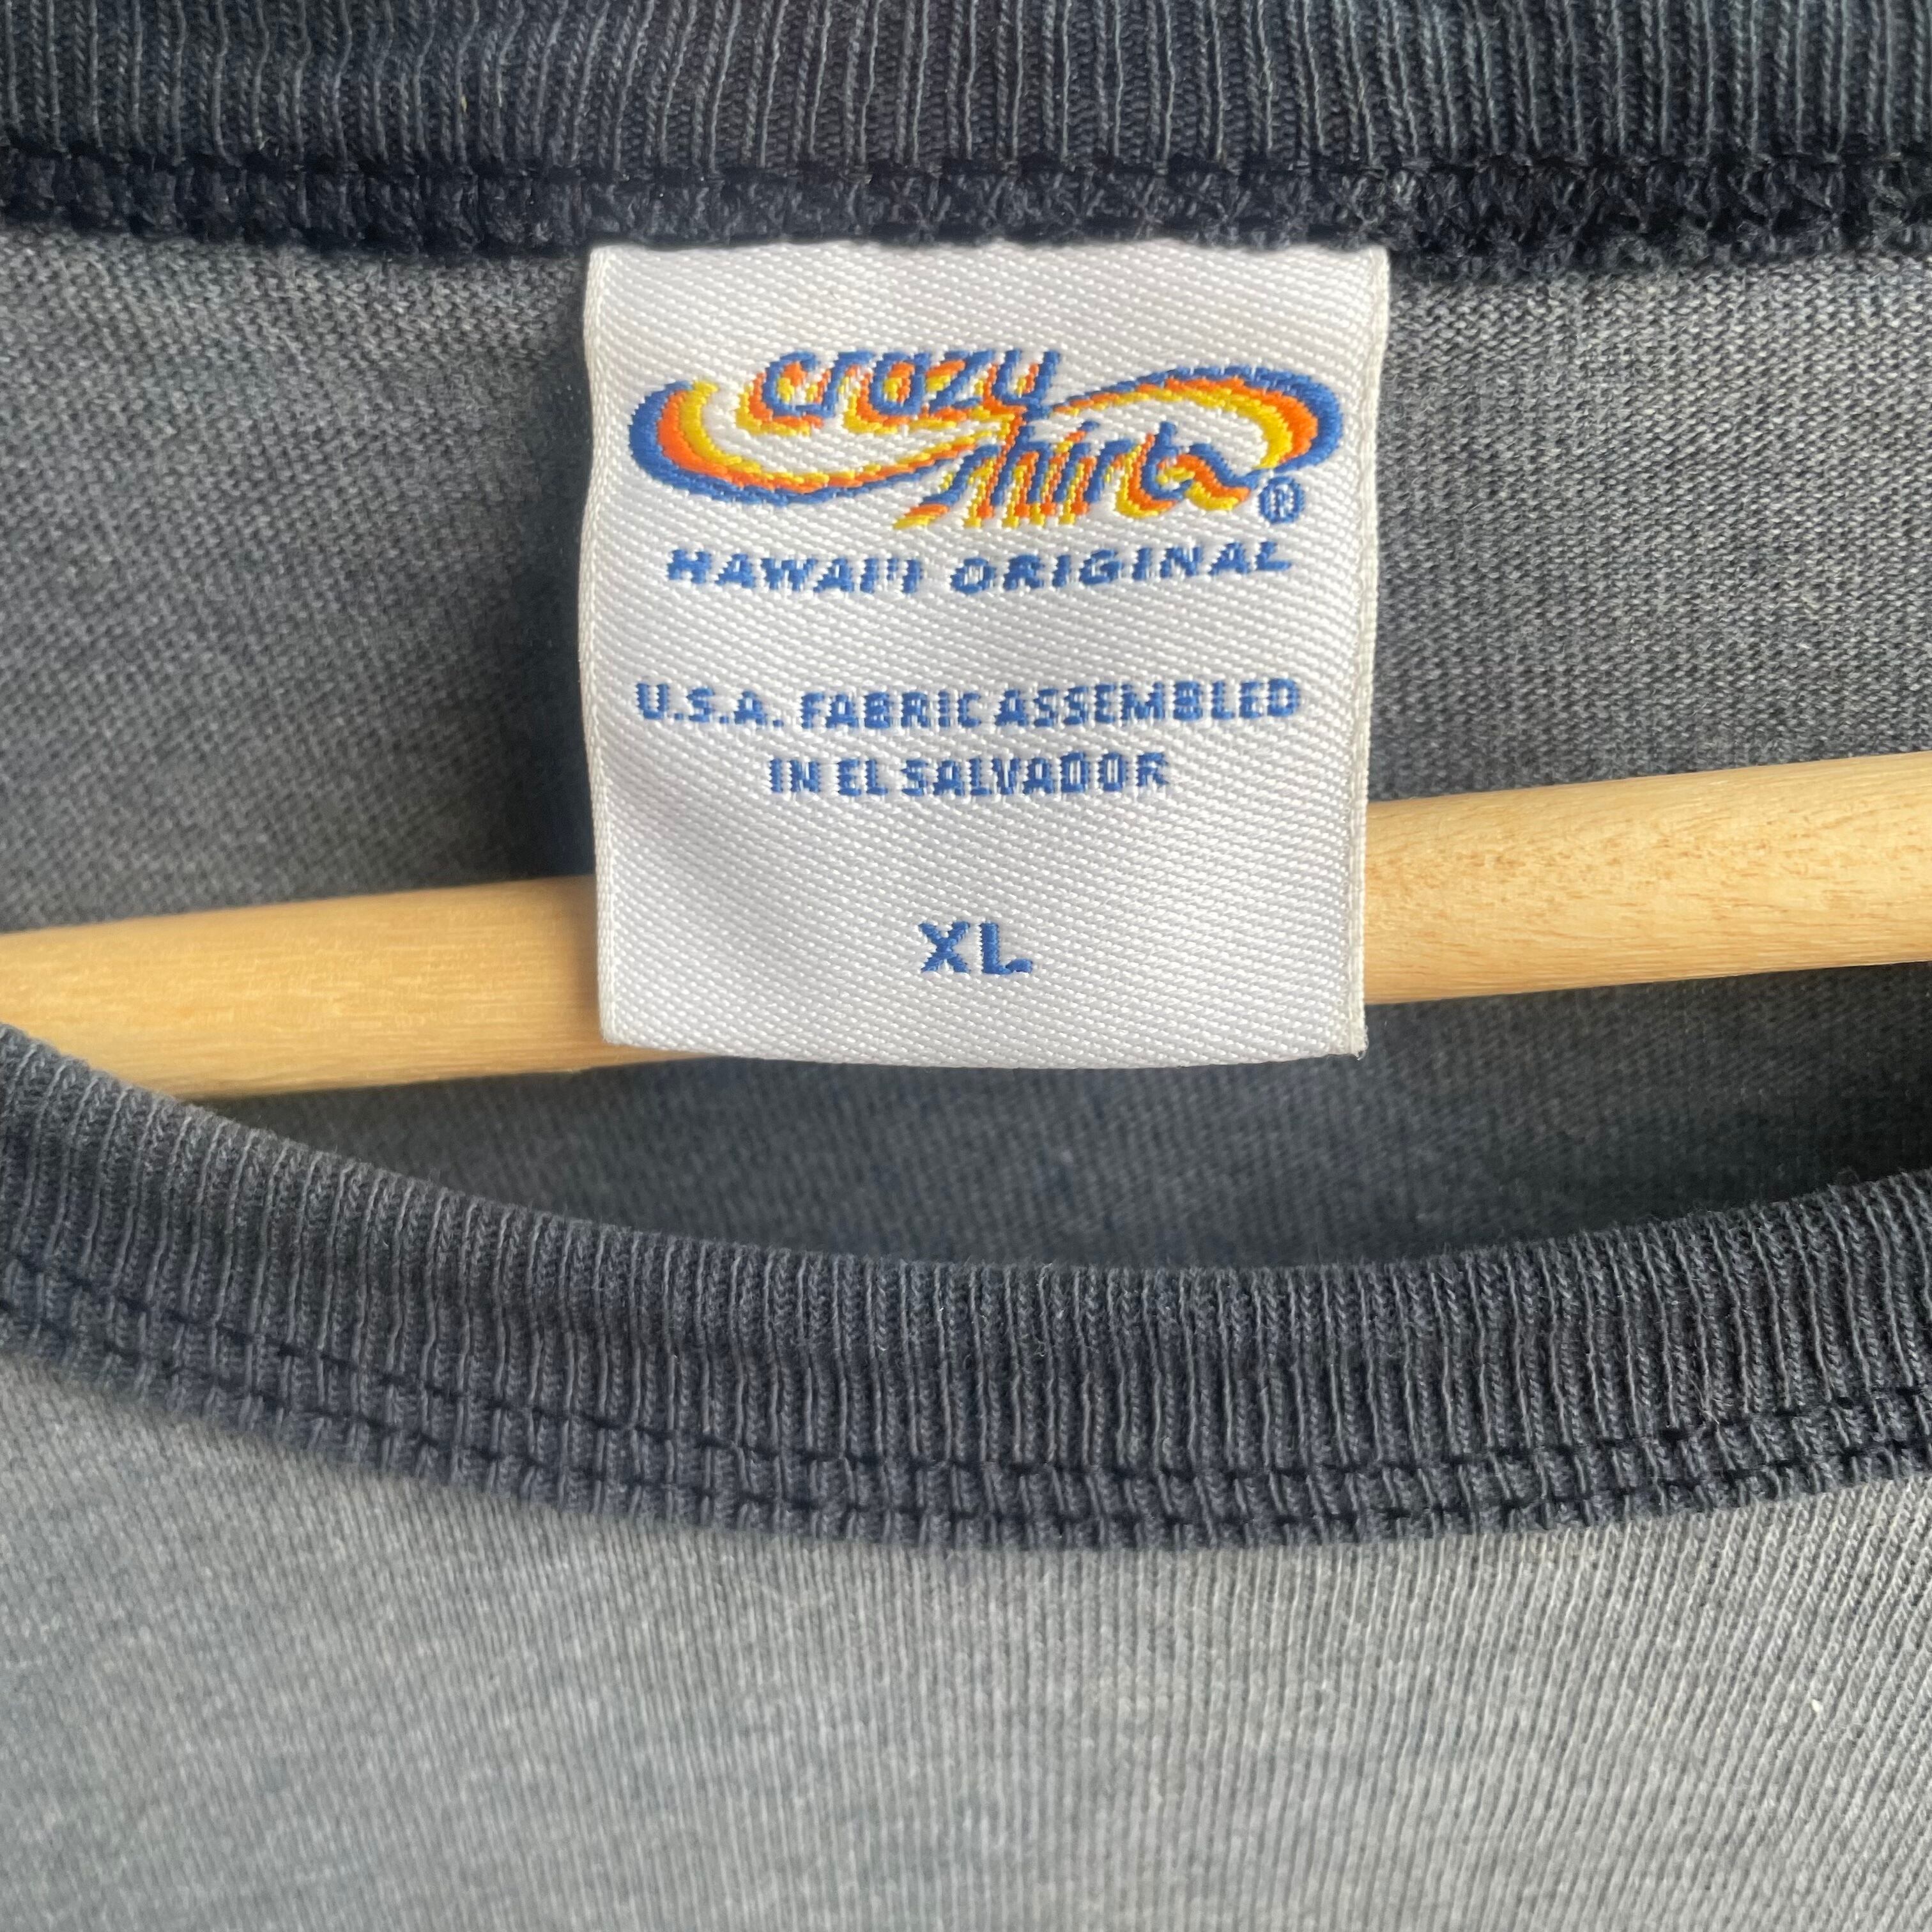 crazy
shirts®
HAWAI'I ORIGINAL
U.S.A. FABRIC ASSEMBLED
IN EL SALVADOR
XL